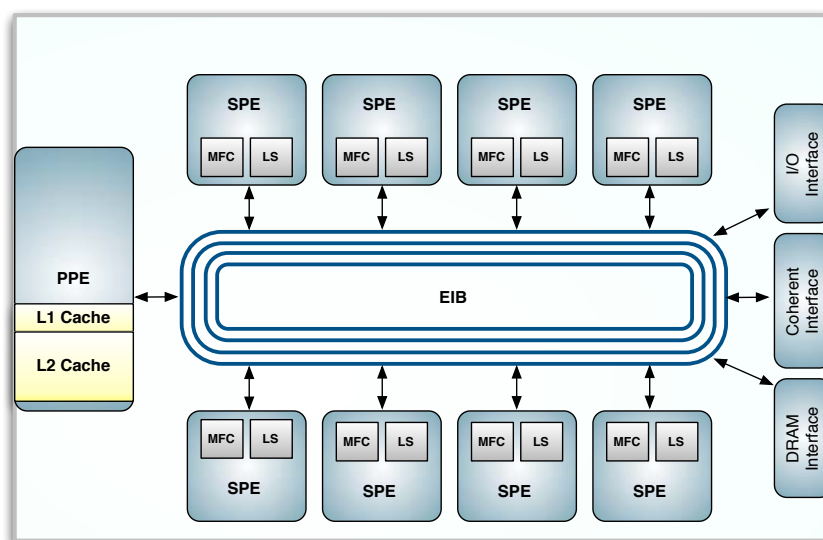 SPE
SPE
SPE
SPE
MFC LS
MFC LS
MFC LS
MFC LS
I/O
Interface
PPE
L1 Cache
L2 Cache
EIB
Coherent
Interface
MFC LS
MFC LS
MFC LS
MFC LS
SPE
SPE
SPE
SPE
DRAM
Interface